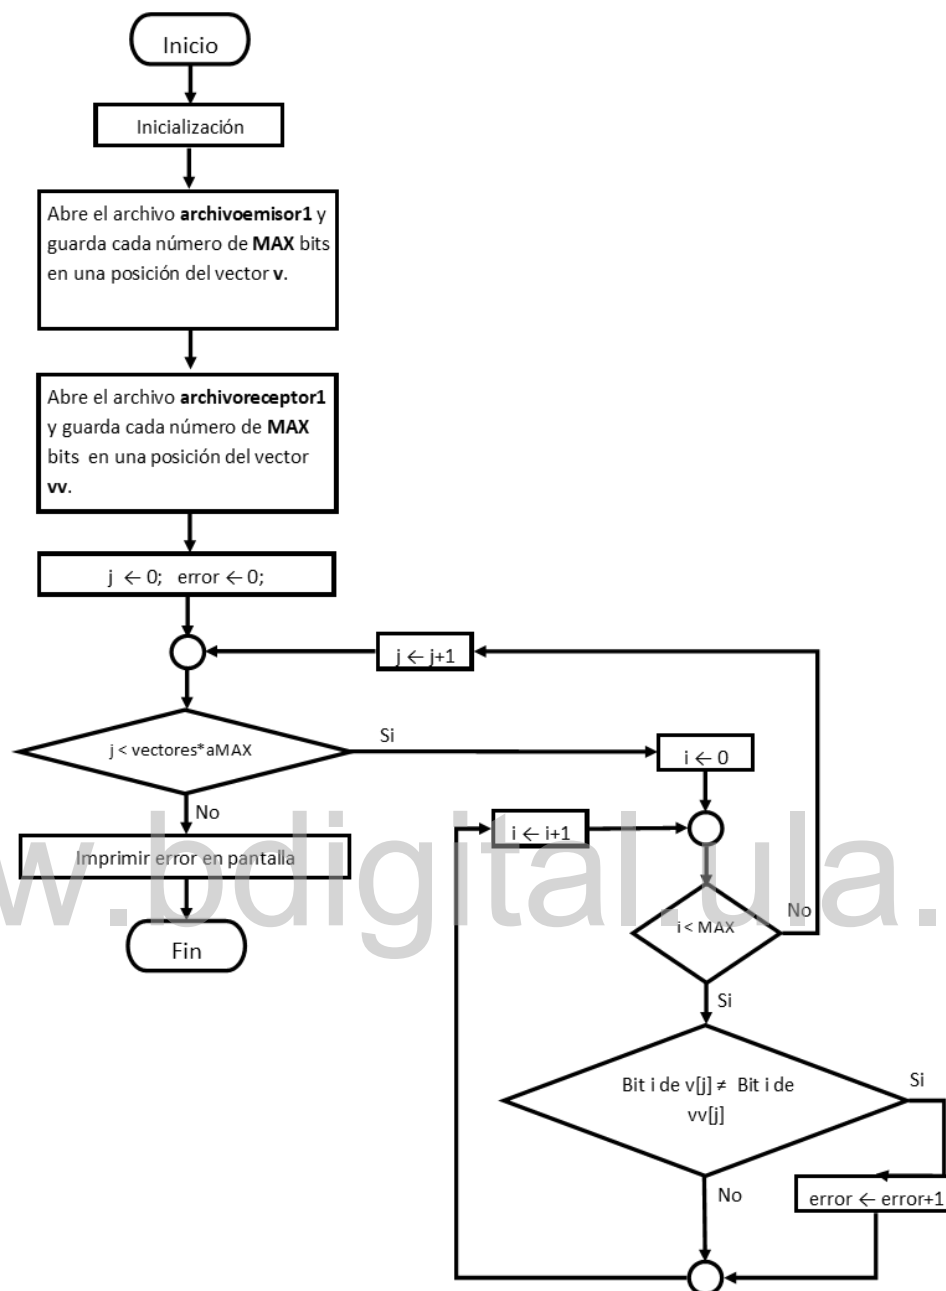 Inicio
Inicialización
Abre el archivo archivoemisor1 y
guarda cada número de MAX bits
en una posición del vector v.
Abre el archivo archivoreceptor1
y guarda cada número de MAX
bits en una posición del vector
vv.
j ← 0; error ← 0;
j ← j+1
j < vectores*aMAX
Si
i ← 0
No
i ← i+1
Imprimir error en pantalla
w.bdigital.ula.
i < MAX
No
Fin
Si
Bit i de v[j] ≠ Bit i de
vv[j]
Si
No
error ← error+1